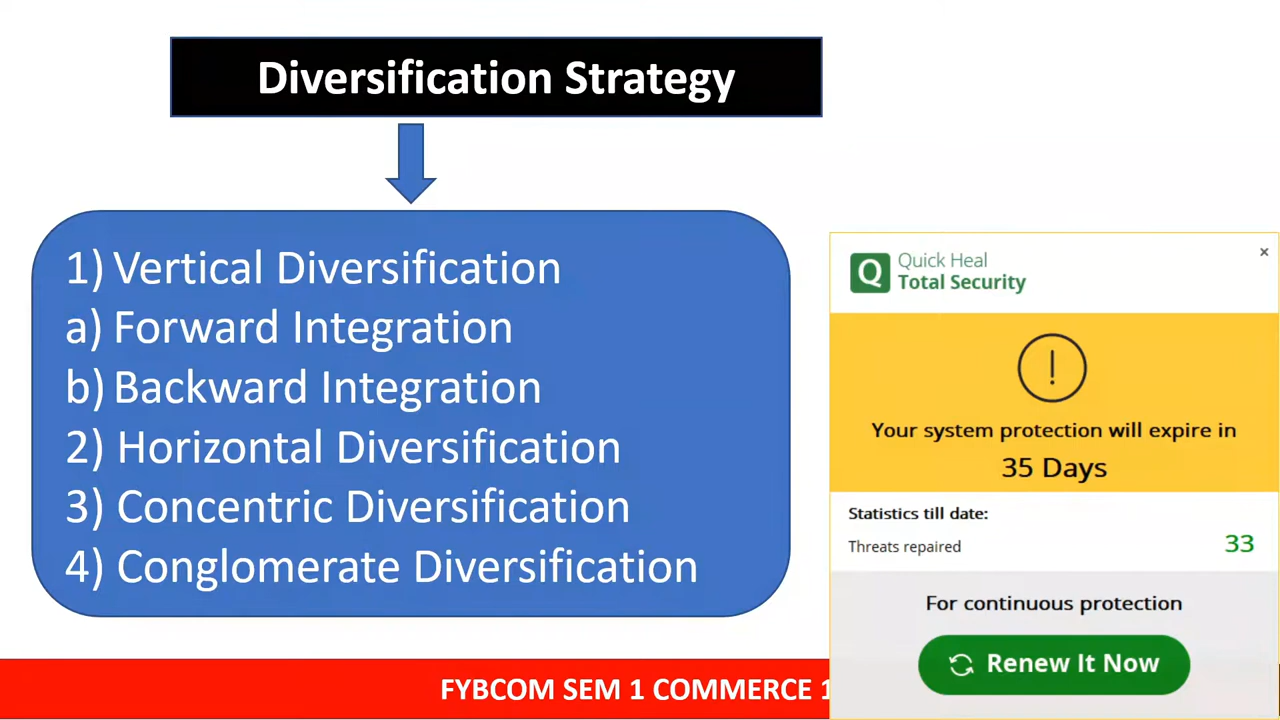 Diversification Strategy
1) Vertical Diversification
a) Forward Integration
b) Backward Integration
2) Horizontal Diversification
3) Concentric Diversification
4) Conglomerate Diversification
FYBCOM SEM 1 COMMERCE 1
Quick Heal
Total Security
×
!
Your system protection will expire in
35 Days
Statistics till date:
Threats repaired 33
For continuous protection
Renew It Now